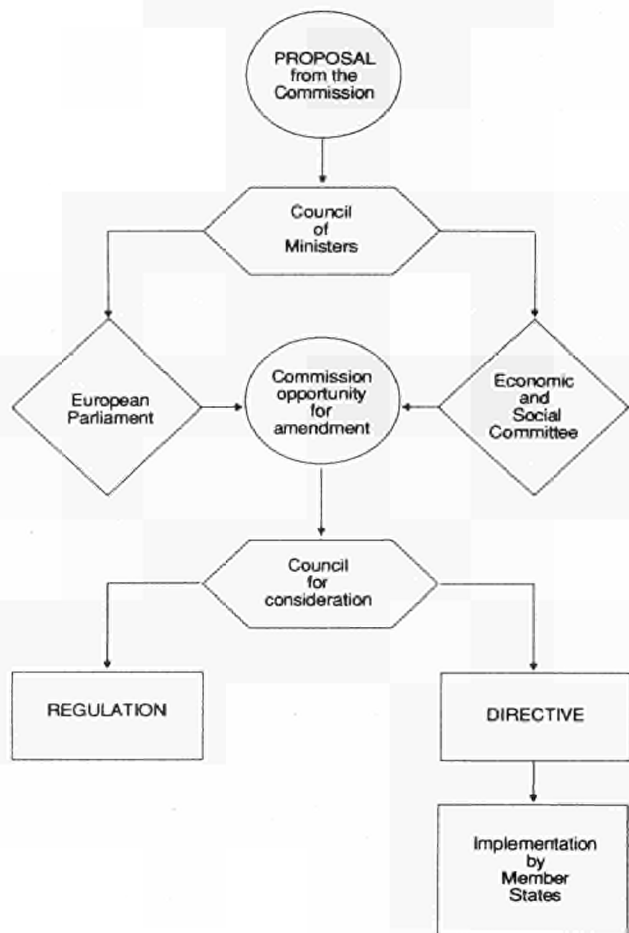 PROPOSAL
from the
Commission
Council
of
Ministers
European
Parliament
Commission
opportunity
for
amendment
Economic
and
Social
Committee
Council
for
consideration
REGULATION
DIRECTIVE
Implementation
by
Member
States